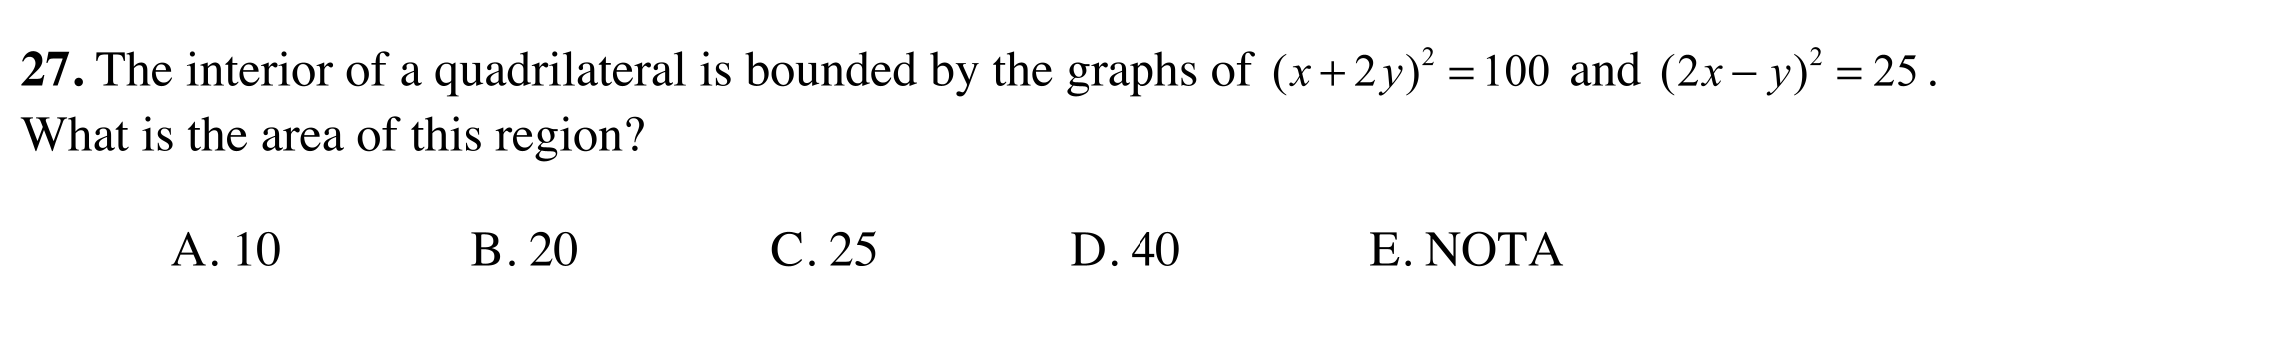 27. The interior of a quadrilateral is bounded by the graphs of (x+2y)² =100 and (2x− y)² = 25.
What is the area of this region?
A. 10 B. 20 C. 25 D. 40 E. NOTA